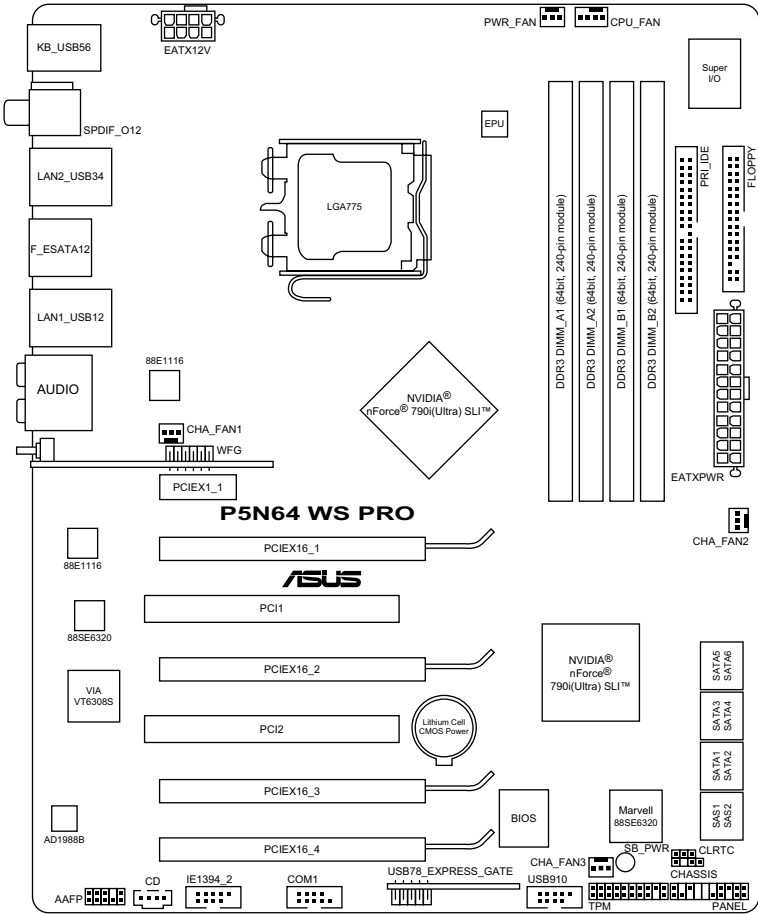 PWR_FAN
CPU_FAN
KB_USB56
EATX12V
Super
I/O
SPDIF_O12
EPU
LAN2_USB34
LGA775
PRI_IDE
FLOPPY
F_ESATA12
DDR3 DIMM_A1 (64bit, 240-pin module)
DDR3 DIMM_A2 (64bit, 240-pin module)
DDR3 DIMM_B1 (64bit, 240-pin module)
DDR3 DIMM_B2 (64bit, 240-pin module)
LAN1_USB12
AUDIO
88E1116
NVIDIA®
nForce® 790i(Ultra) SLI™
CHA_FAN1
WFG
EATXPWR
PCIEX1_1
P5N64 WS PRO
CHA_FAN2
PCIEX16_1
88E1116
ASUS
PCI1
88SE6320
NVIDIA®
nForce®
790i(Ultra) SLI™
SATA5
SATA6
PCIEX16_2
VIA
VT6308S
SATA3
SATA4
PCI2
Lithium Cell
CMOS Power
SATA1
SATA2
PCIEX16_3
BIOS
Marvell
88SE6320
SAS1
SAS2
AD1988B
PCIEX16_4
SB_PWR
CLRTC
CHA_FAN3
CHASSIS
USB78_EXPRESS_GATE
AAFP
CD
IE1394_2
COM1
USB910
TPM
PANEL